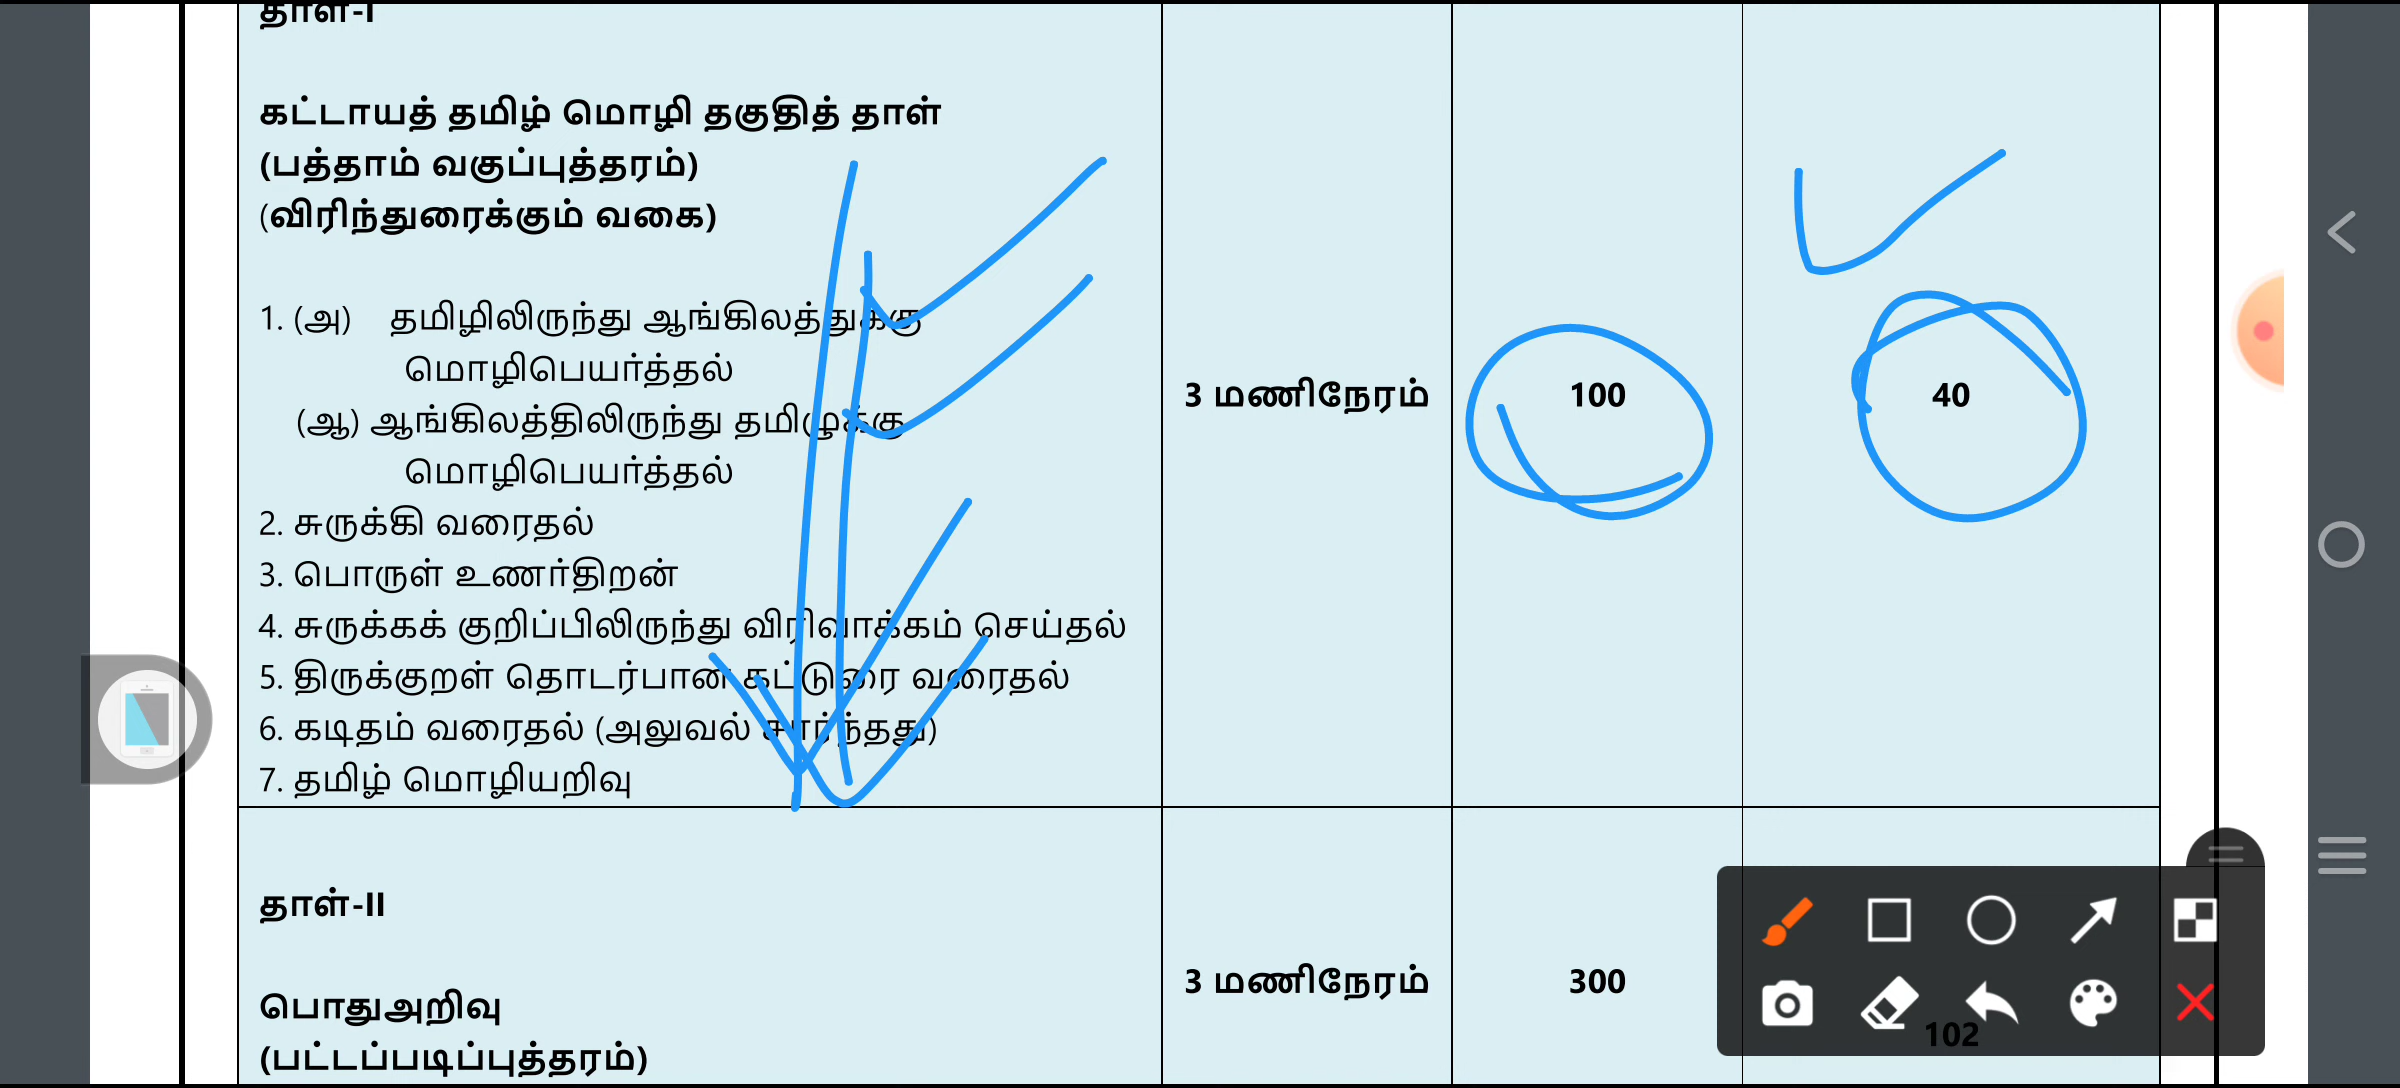 தாள்-I
கட்டாயத் தமிழ் மொழி தகுதித் தாள்
(பத்தாம் வகுப்புத்தரம்)
(விரிந்துரைக்கும் வகை)
1. (அ) தமிழிலிருந்து ஆங்கிலத்துக்கு
மொழிபெயர்த்தல்
(ஆ) ஆங்கிலத்திலிருந்து தமிழுக்கு
மொழிபெயர்த்தல்
2. சுருக்கி வரைதல்
3. பொருள் உணர்திறன்
4. சுருக்கக் குறிப்பிலிருந்து விரிவாக்கம் செய்தல்
5. திருக்குறள் தொடர்பான கட்டுரை வரைதல்
6. கடிதம் வரைதல் (அலுவல் சார்ந்தது)
7. தமிழ் மொழியறிவு
3 மணிநேரம்
100
40
தாள்-II
பொதுஅறிவு
(பட்டப்படிப்புத்தரம்)
3 மணிநேரம்
300
102